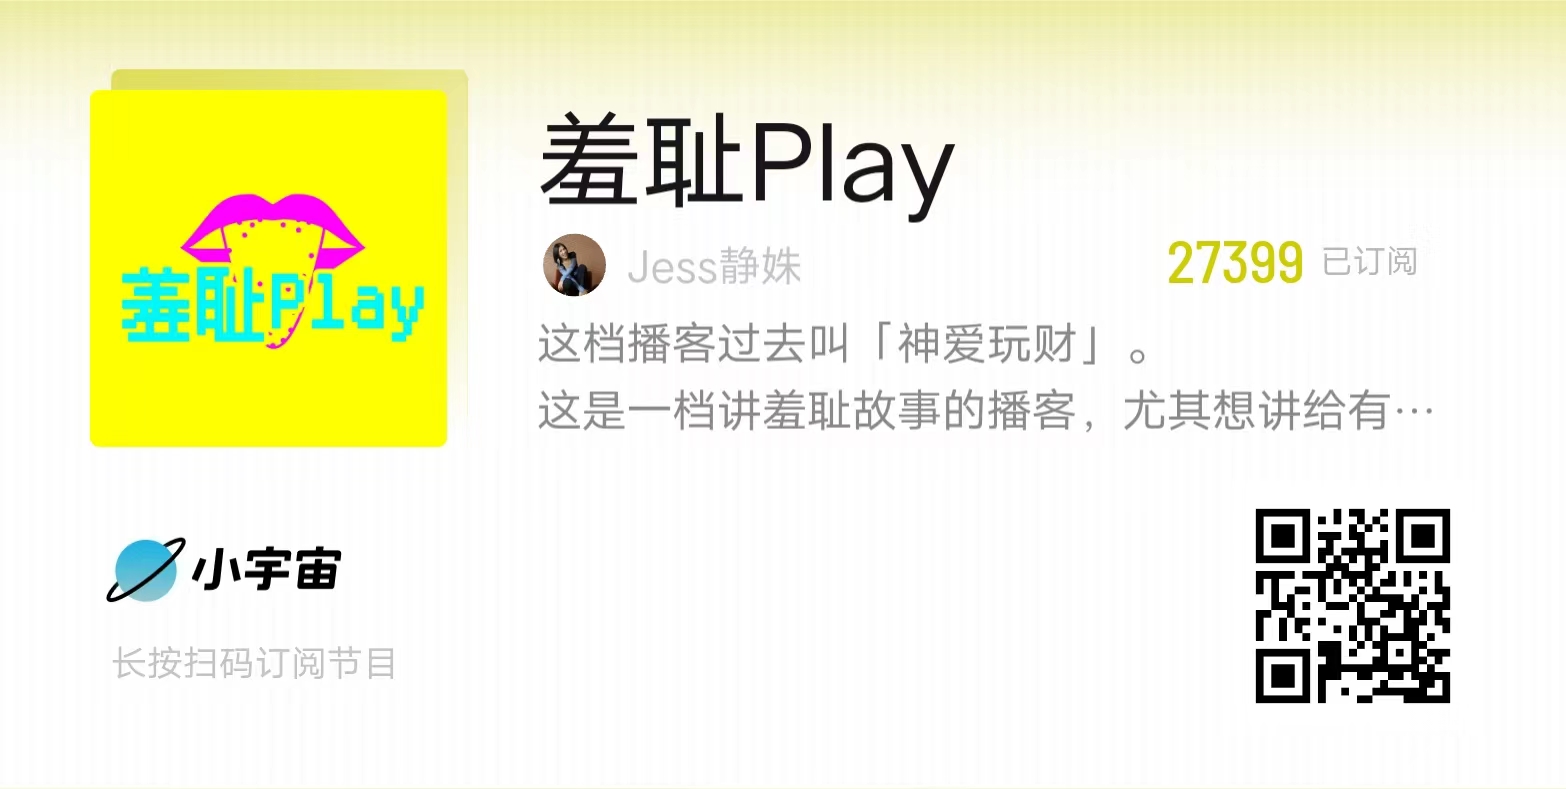 羞耻Play
羞耻Play
Jess静姝
27399 已订阅
这档播客过去叫「神爱玩财」。
这是一档讲羞耻故事的播客，尤其想讲给有…
小宇宙
长按扫码订阅节目